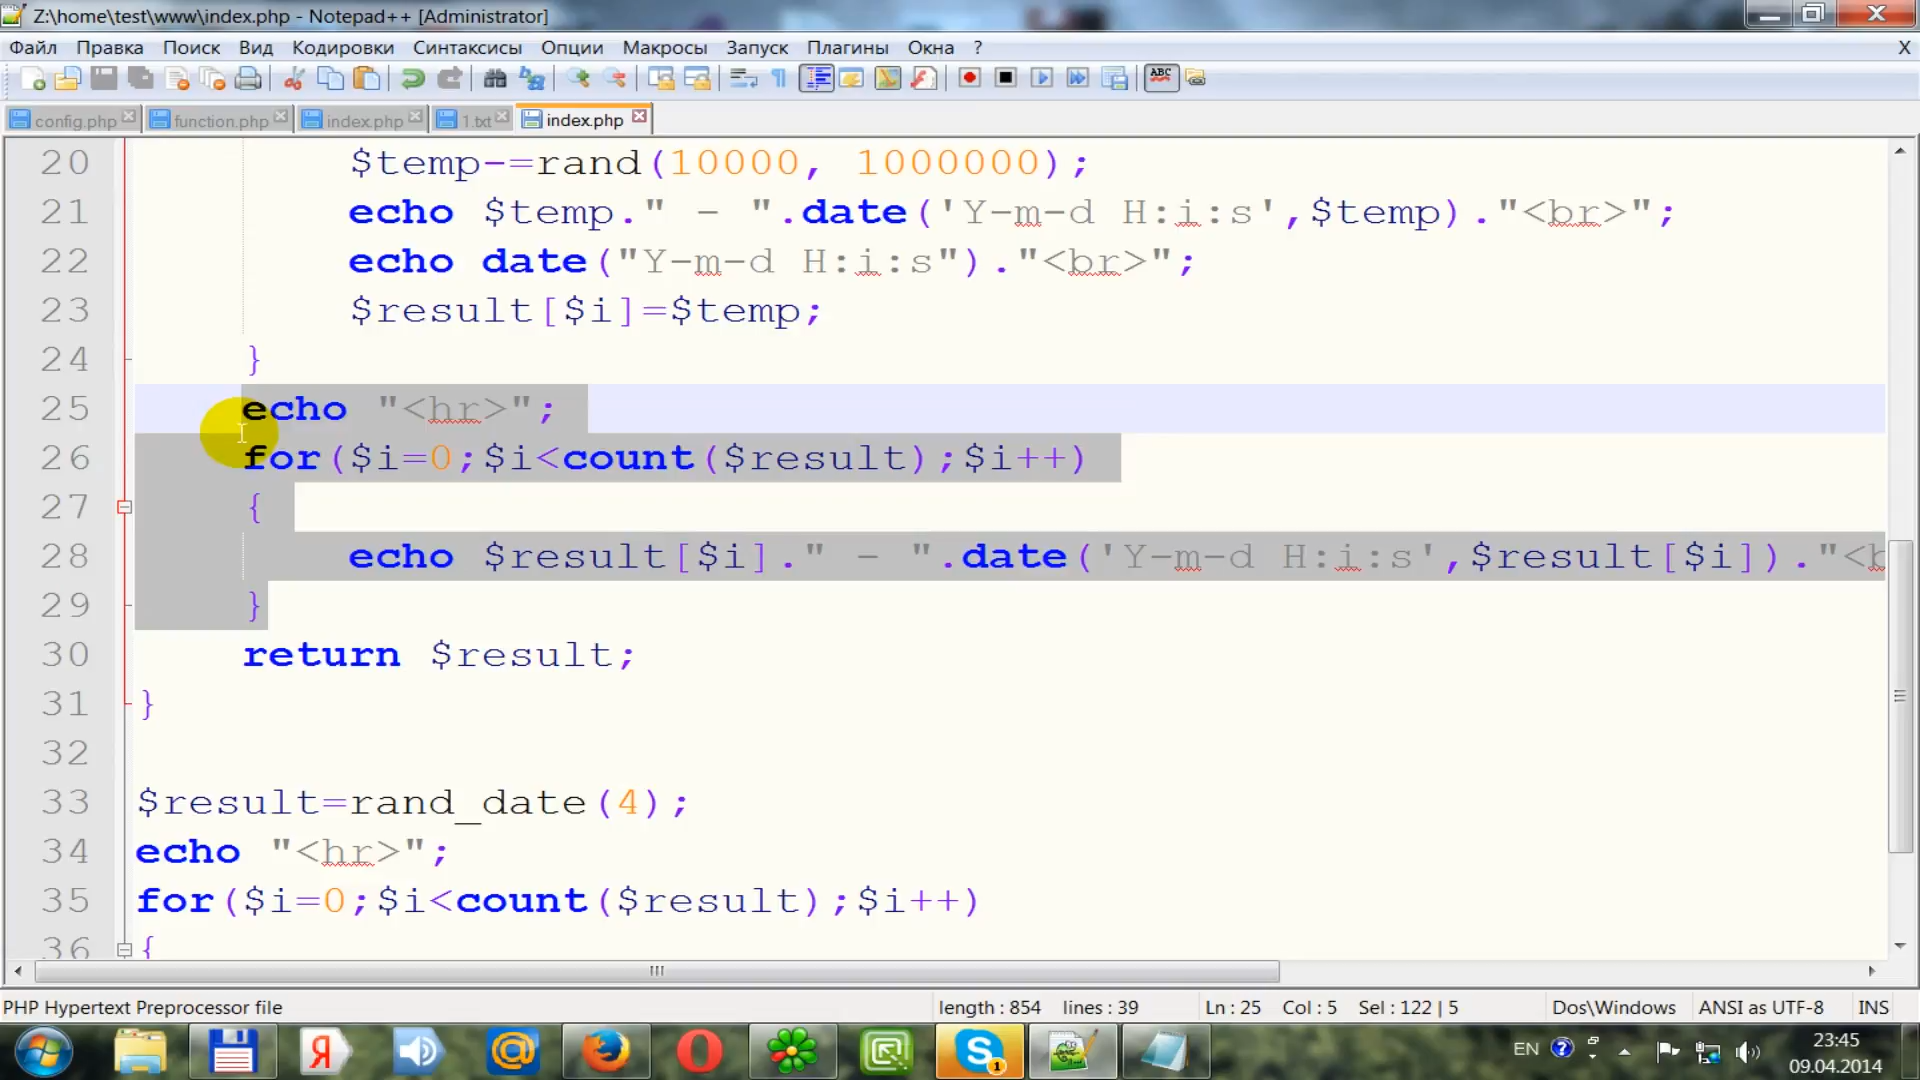 Z:\home\test\www\index.php - Notepad++ [Administrator]
Файл Правка Поиск Вид Кодировки Синтаксисы Опции Макросы Запуск Плагины Окна ? X
ABC
config.php function.php index.php 1.txt index.php
20 $temp-=rand(10000, 1000000);
21 echo $temp." - ".date('Y-m-d H:i:s',$temp)."<br>";
22 echo date("Y-m-d H:i:s")."<br>";
23 $result[$i]=$temp;
24 }
25 echo "<hr>";
26 for($i=0;$i<count($result);$i++)
27 {
28 echo $result[$i]." - ".date('Y-m-d H:i:s',$result[$i])."<b
29 }
30 return $result;
31 }
32
33 $result=rand_date(4);
34 echo "<hr>";
35 for($i=0;$i<count($result);$i++)
36 {
PHP Hypertext Preprocessor file length : 854 lines : 39 Ln : 25 Col : 5 Sel : 122 | 5 Dos\Windows ANSI as UTF-8 INS
Я @ S 1 EN ? 23:45
09.04.2014